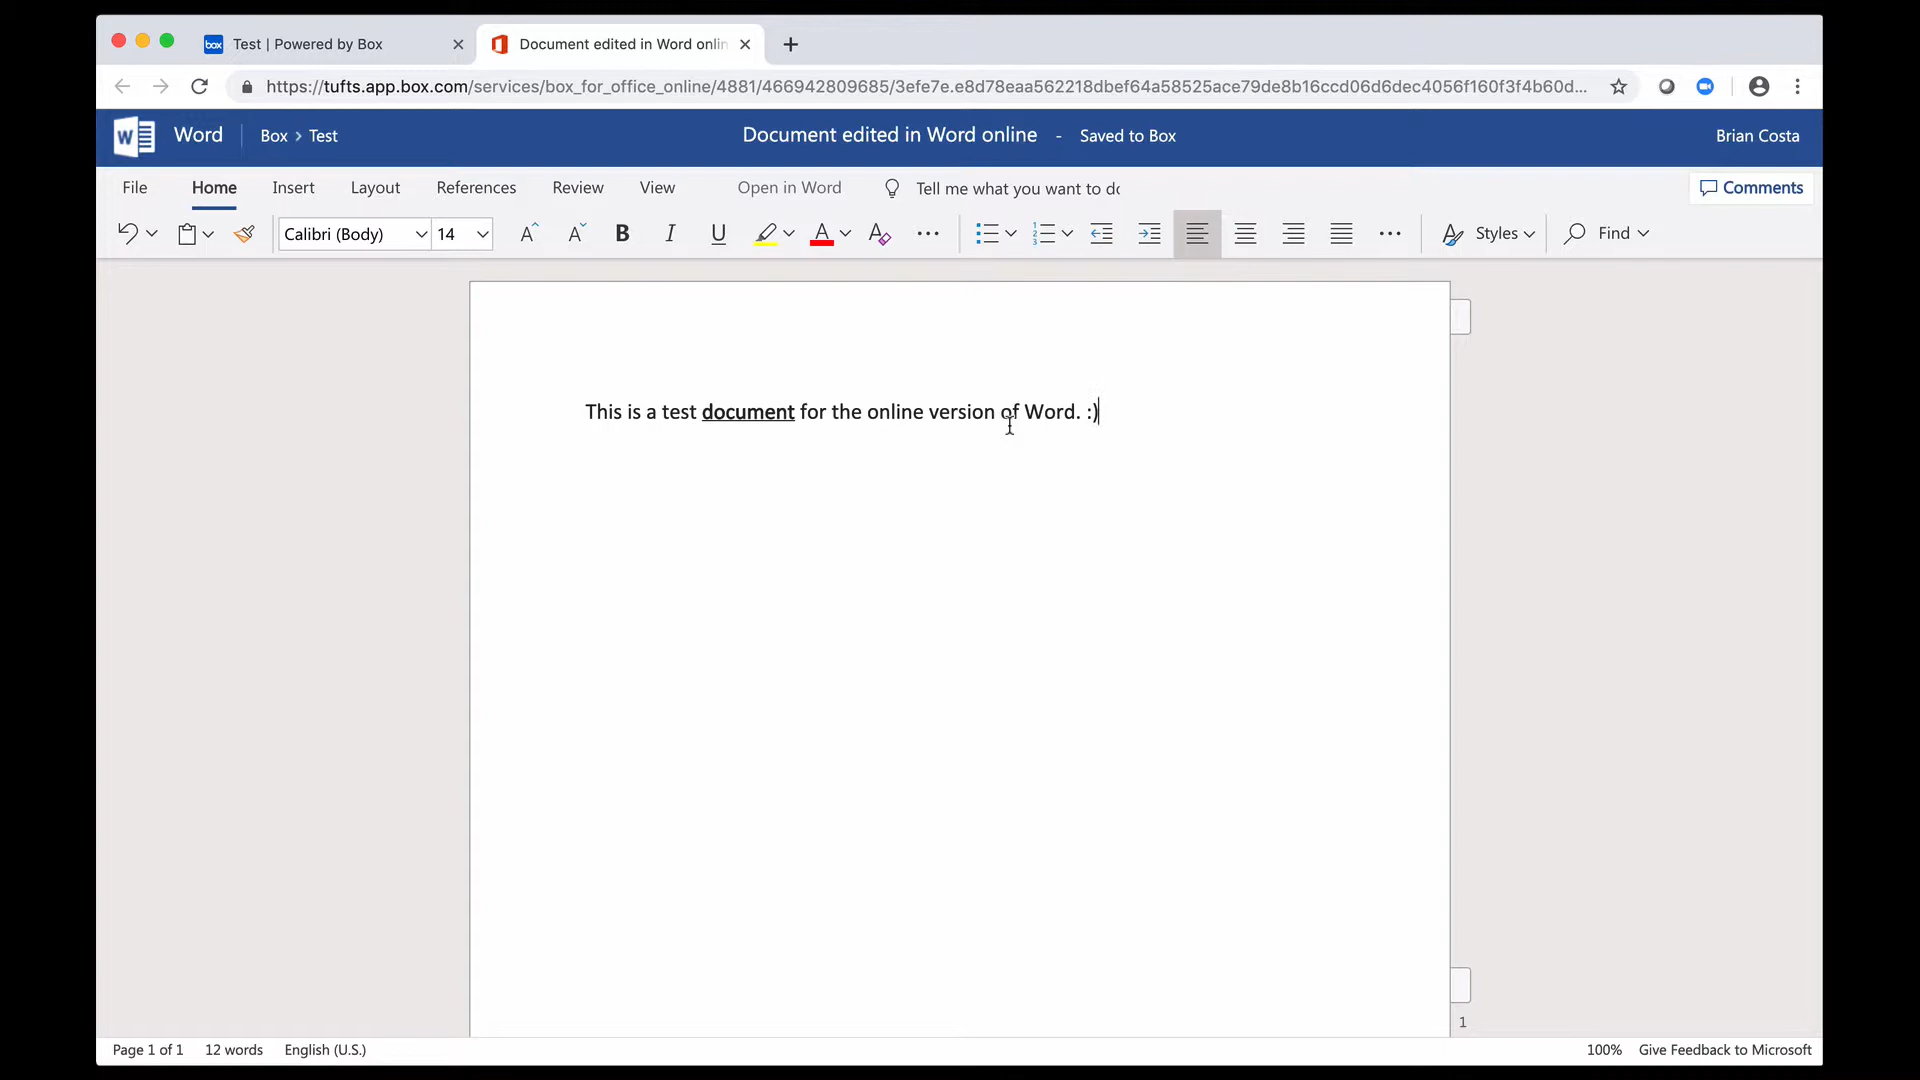 box Test | Powered by Box
Document edited in Word onlin
https://tufts.app.box.com/services/box_for_office_online/4881/466942809685/3efe7e.e8d78eaa562218dbef64a58525ace79de8b16ccd06d6dec4056f160f3f4b60d...
W Word Box > Test Document edited in Word online - Saved to Box Brian Costa
File Home Insert Layout References Review View Open in Word Tell me what you want to do Comments
Calibri (Body) 14 A A B I U A A Styles Find
This is a test document for the online version of Word. :)
1
Page 1 of 1 12 words English (U.S.) 100% Give Feedback to Microsoft